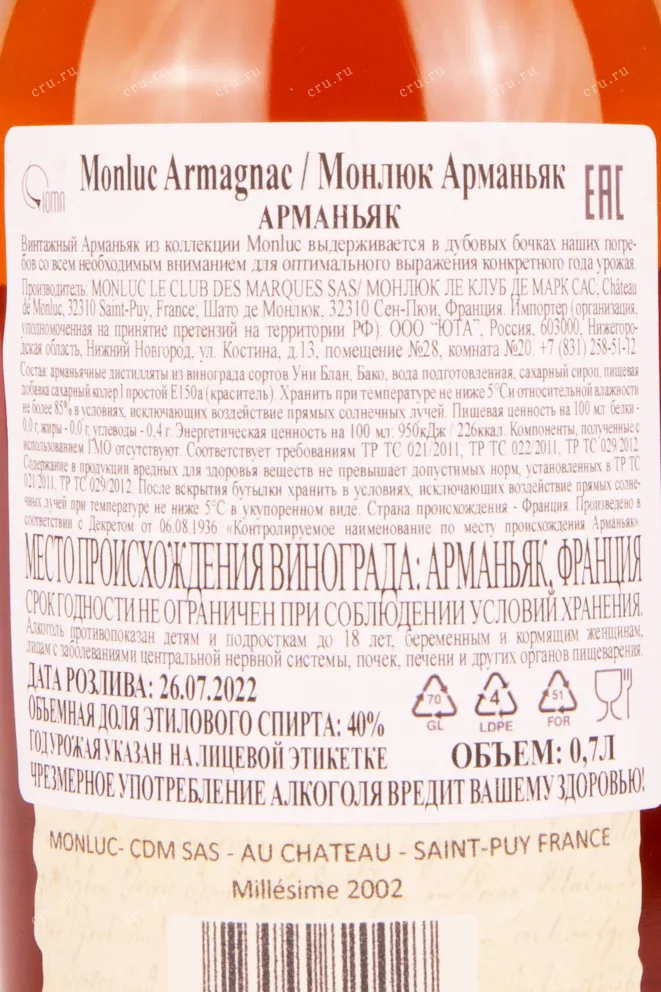 cru.ru cru.ru cru.ru cru.ru
ЮТА
Monluc Armagnac / Монлюк Арманьяк
EAC
АРМАНЬЯК
Винтажный Арманьяк из коллекции Monluc выдерживается в дубовых бочках наших погре-
бов со всем необходимым вниманием для оптимального выражения конкретного года урожая.
Производитель: MONLUC LE CLUB DES MARQUES SAS/ МОНЛЮК ЛЕ КЛУБ ДЕ МАРК САС, Château
de Monluc, 32310 Saint-Puy, France; Шато де Монлюк, 32310 Сен-Пюи, Франция. Импортер (организация,
уполномоченная на принятие претензий на территории РФ): ООО "ЮТА", Россия, 603000, Нижегоро-
дская область, Нижний Новгород, ул. Костина, д.13, помещение №28, комната №20. +7 (831) 258-51-12.
Состав: арманьячные дистилляты из винограда сортов Уни Блан, Бако, вода подготовленная, сахарный сироп, пищевая
добавка сахарный колер I простой E150a (краситель). Хранить при температуре не ниже 5°С и относительной влажности
не более 85% в условиях, исключающих воздействие прямых солнечных лучей. Пищевая ценность на 100 мл: белки -
0,0 г, жиры - 0,0 г, углеводы - 0,4 г. Энергетическая ценность на 100 мл: 950кДж / 226ккал. Компоненты, полученные с
использованием ГМО отсутствуют. Соответствует требованиям ТР ТС 021/2011, ТР ТС 022/2011, ТР ТС 029/2012.
Содержание в продукции вредных для здоровья веществ не превышает допустимых норм, установленных в ТР ТС
021/2011, ТР ТС 029/2012. После вскрытия бутылки хранить в условиях, исключающих воздействие прямых солне-
чных лучей при температуре не ниже 5°С в укупоренном виде. Страна происхождения - Франция. Произведено в
соответствии с Декретом от 06.08.1936 «Контролируемое наименование по месту происхождения Арманьяк».
МЕСТО ПРОИСХОЖДЕНИЯ ВИНОГРАДА: АРМАНЬЯК, ФРАНЦИЯ
СРОК ГОДНОСТИ НЕ ОГРАНИЧЕН ПРИ СОБЛЮДЕНИИ УСЛОВИЙ ХРАНЕНИЯ.
Алкоголь противопоказан детям и подросткам до 18 лет, беременным и кормящим женщинам,
лицам с заболеваниями центральной нервной системы, почек, печени и других органов пищеварения.
ДАТА РОЗЛИВА: 26.07.2022
ОБЪЕМНАЯ ДОЛЯ ЭТИЛОВОГО СПИРТА: 40%
70 4 51
GL LDPE FOR
ГОД УРОЖАЯ УКАЗАН НА ЛИЦЕВОЙ ЭТИКЕТКЕ
ОБЪЕМ: 0,7Л
ЧРЕЗМЕРНОЕ УПОТРЕБЛЕНИЕ АЛКОГОЛЯ ВРЕДИТ ВАШЕМУ ЗДОРОВЬЮ!
MONLUC- CDM SAS - AU CHATEAU - SAINT-PUY FRANCE
Millésime 2002